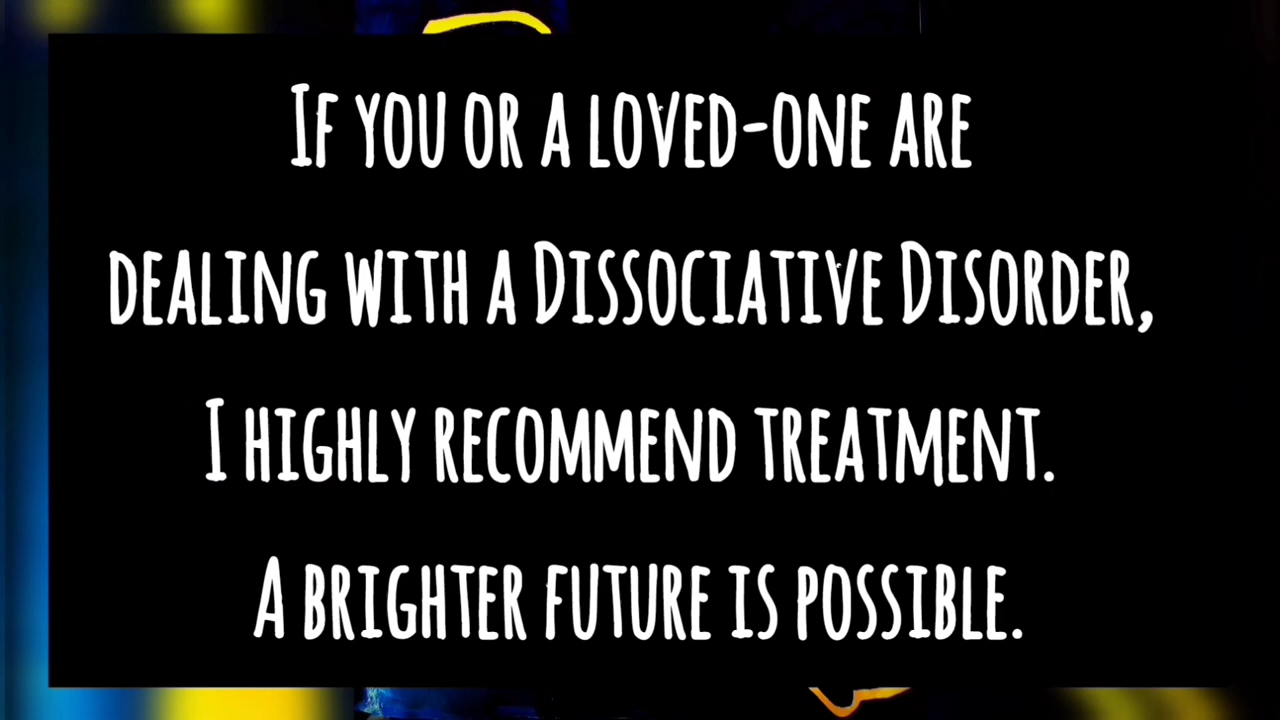 If you or a loved-one are
dealing with a Dissociative Disorder,
I highly recommend treatment.
A brighter future is possible.